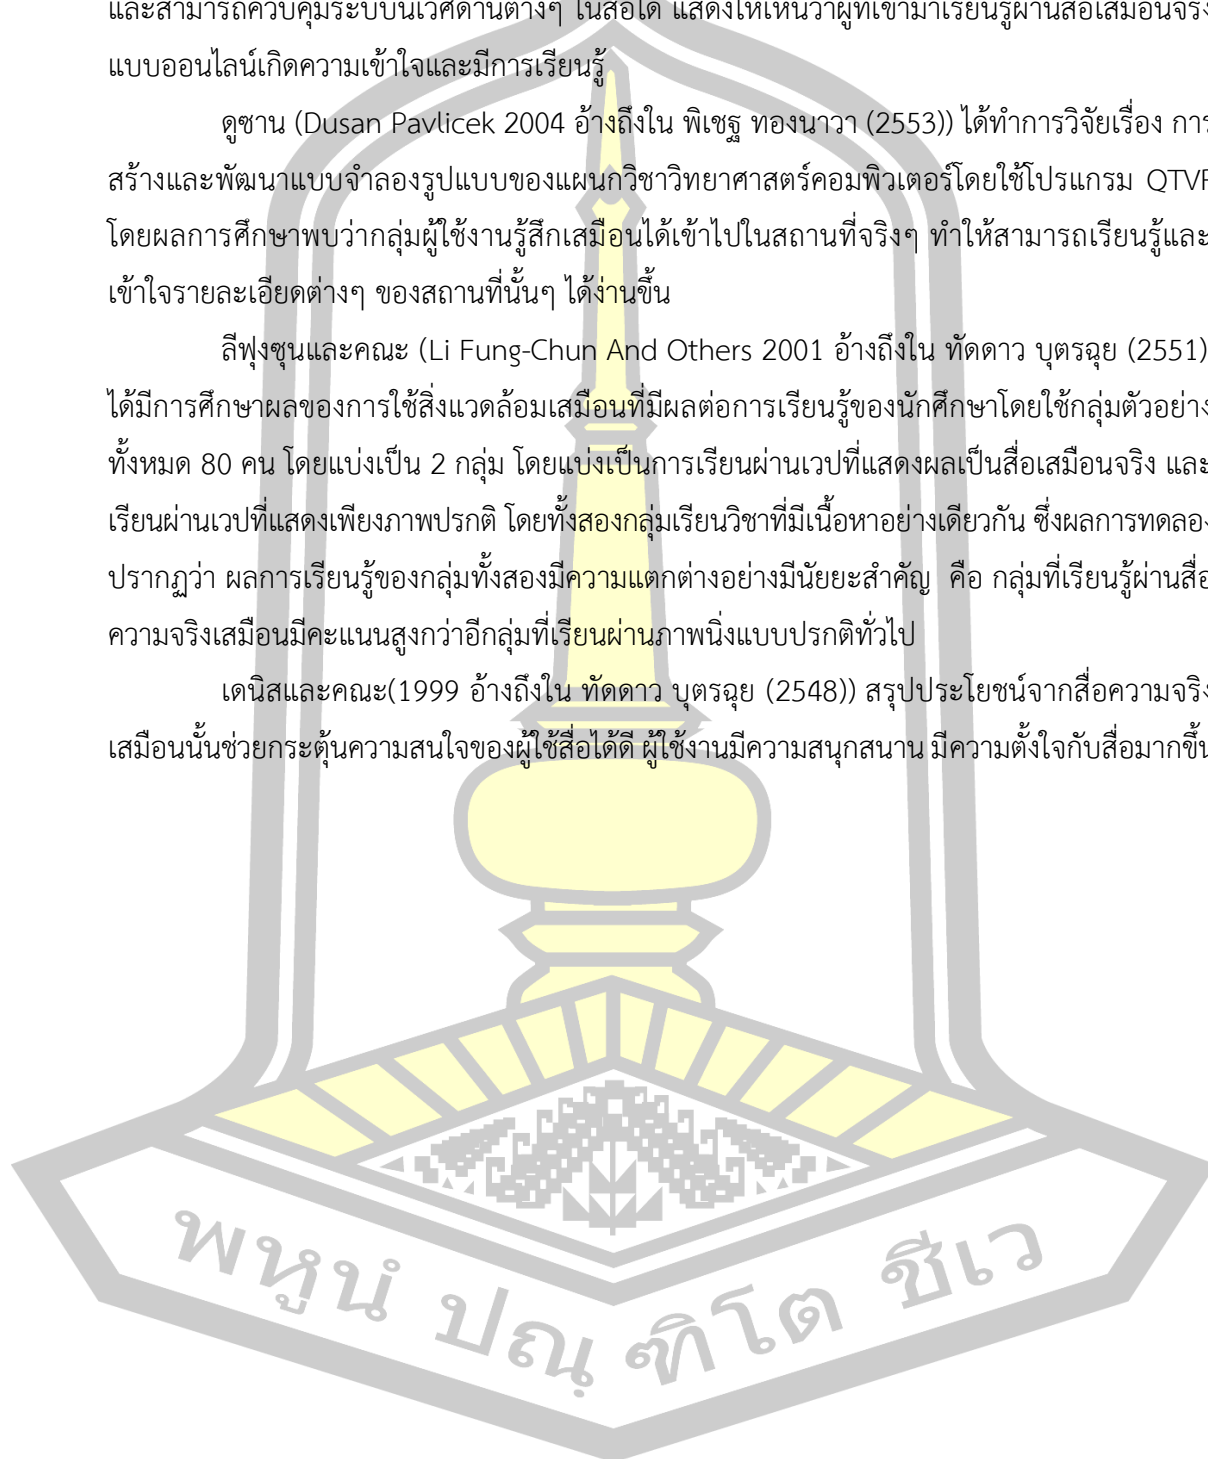 และสามารถควบคุมระบบนิเวศด้านต่างๆ ในสื่อได้ แสดงให้เห็นว่าผู้ที่เข้ามาเรียนรู้ผ่านสื่อเสมือนจริง
แบบออนไลน์เกิดความเข้าใจและมีการเรียนรู้
ดูซาน (Dusan Pavlicek 2004 อ้างถึงใน พิเชฐ ทองนาวา (2553)) ได้ทำการวิจัยเรื่อง การ
สร้างและพัฒนาแบบจำลองรูปแบบของแผนกวิชาวิทยาศาสตร์คอมพิวเตอร์โดยใช้โปรแกรม QTVR
โดยผลการศึกษาพบว่ากลุ่มผู้ใช้งานรู้สึกเสมือนได้เข้าไปในสถานที่จริงๆ ทำให้สามารถเรียนรู้และ
เข้าใจรายละเอียดต่างๆ ของสถานที่นั้นๆ ได้ง่ายขึ้น
ลีฟุงซุนและคณะ (Li Fung-Chun And Others 2001 อ้างถึงใน ทัดดาว บุตรฉุย (2551)
ได้มีการศึกษาผลของการใช้สิ่งแวดล้อมเสมือนที่มีผลต่อการเรียนรู้ของนักศึกษาโดยใช้กลุ่มตัวอย่าง
ทั้งหมด 80 คน โดยแบ่งเป็น 2 กลุ่ม โดยแบ่งเป็นการเรียนผ่านเวปที่แสดงผลเป็นสื่อเสมือนจริง และ
เรียนผ่านเวปที่แสดงเพียงภาพปรกติ โดยทั้งสองกลุ่มเรียนวิชาที่มีเนื้อหาอย่างเดียวกัน ซึ่งผลการทดลอง
ปรากฏว่า ผลการเรียนรู้ของกลุ่มทั้งสองมีความแตกต่างอย่างมีนัยยะสำคัญ คือ กลุ่มที่เรียนรู้ผ่านสื่อ
ความจริงเสมือนมีคะแนนสูงกว่าอีกกลุ่มที่เรียนผ่านภาพนิ่งแบบปรกติทั่วไป
เดนิสและคณะ(1999 อ้างถึงใน ทัดดาว บุตรฉุย (2548)) สรุปประโยชน์จากสื่อความจริง
เสมือนนั้นช่วยกระตุ้นความสนใจของผู้ใช้สื่อได้ดี ผู้ใช้งานมีความสนุกสนาน มีความตั้งใจกับสื่อมากขึ้น
พหูนํ ปณฺฑิโต ชีเว